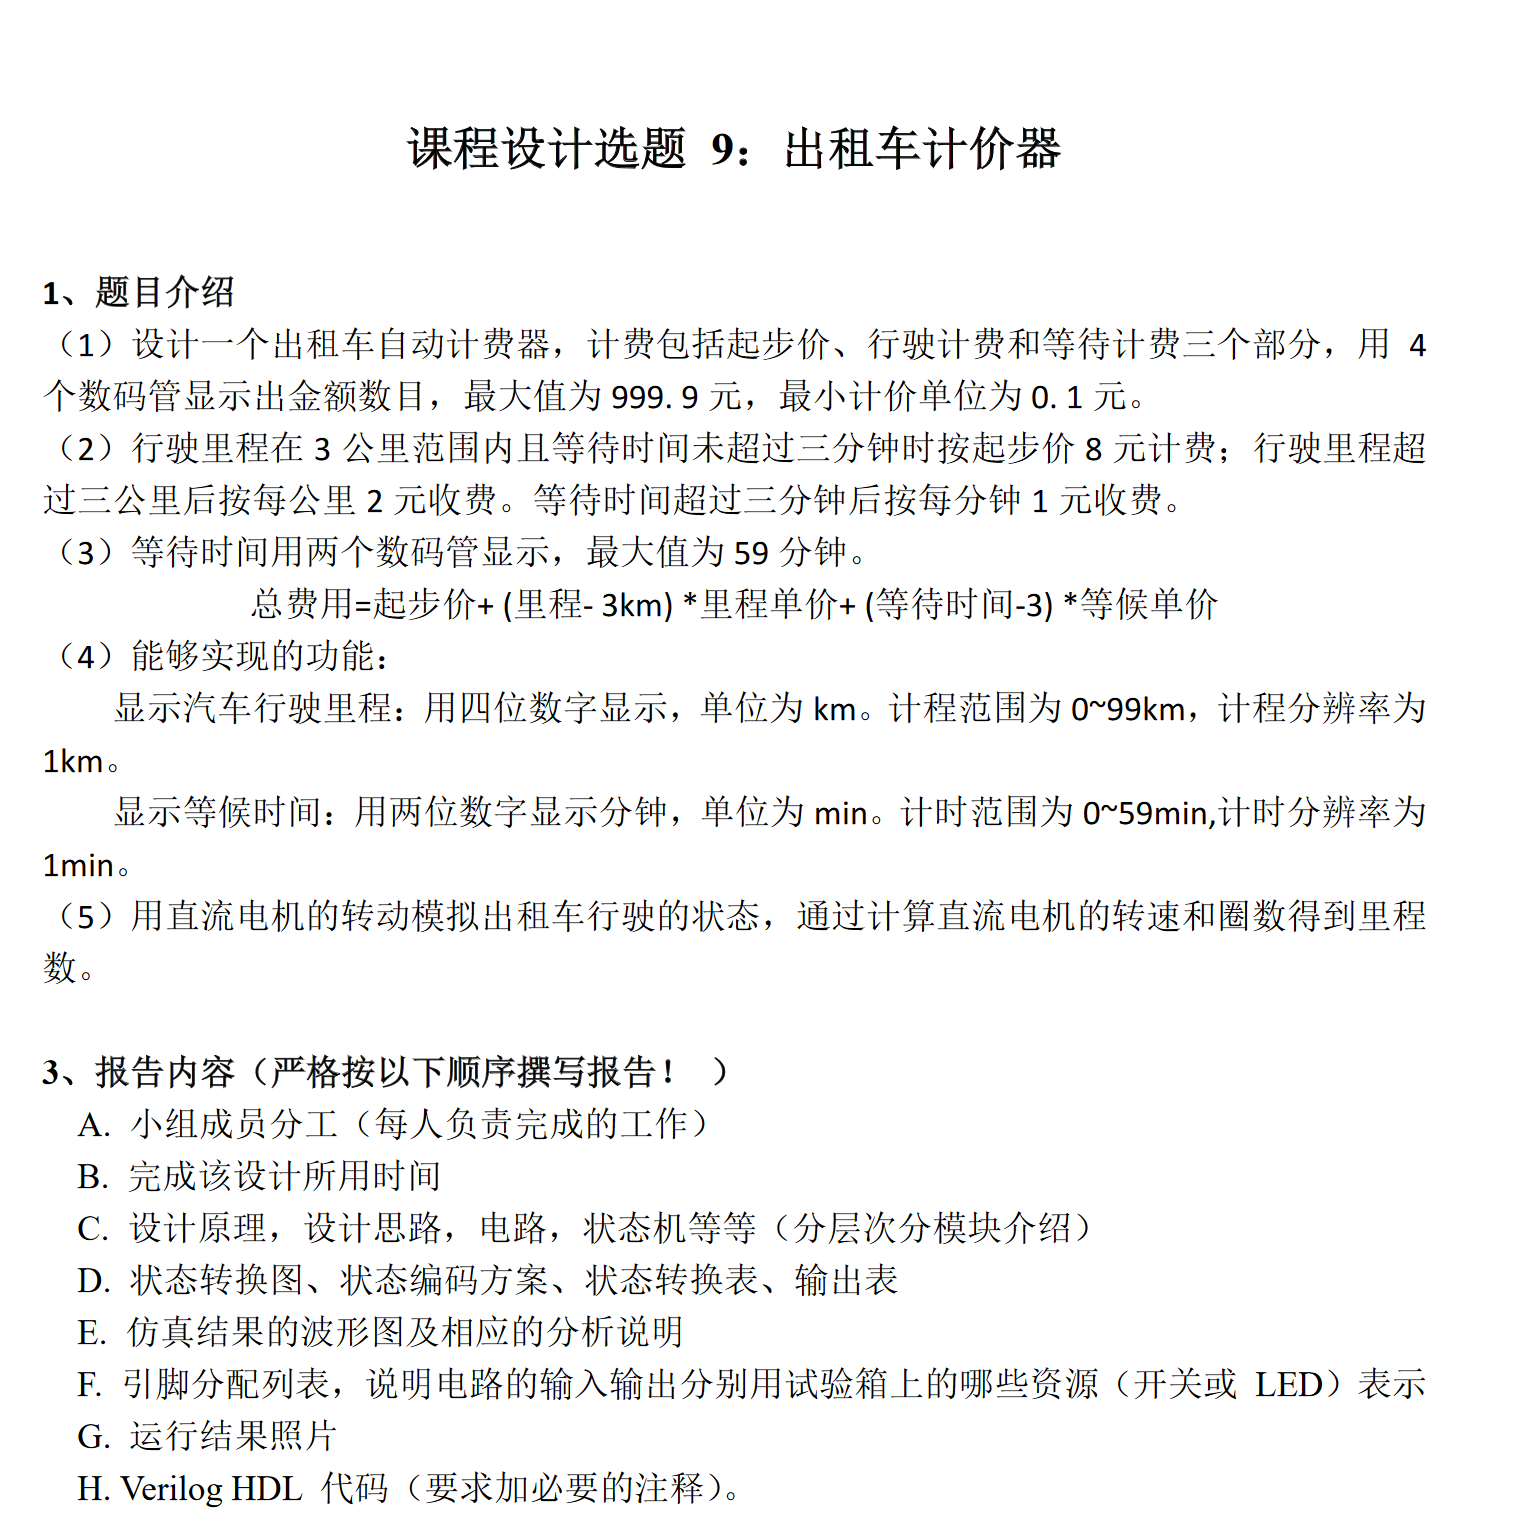 课程设计选题 9：出租车计价器
1、题目介绍
（1）设计一个出租车自动计费器，计费包括起步价、行驶计费和等待计费三个部分，用 4
个数码管显示出金额数目，最大值为 999.9 元，最小计价单位为 0.1 元。
（2）行驶里程在 3 公里范围内且等待时间未超过三分钟时按起步价 8 元计费；行驶里程超
过三公里后按每公里 2 元收费。等待时间超过三分钟后按每分钟 1 元收费。
（3）等待时间用两个数码管显示，最大值为 59 分钟。
总费用=起步价+ (里程- 3km) *里程单价+ (等待时间-3) *等候单价
（4）能够实现的功能：
显示汽车行驶里程：用四位数字显示，单位为 km。计程范围为 0~99km，计程分辨率为
1km。
显示等候时间：用两位数字显示分钟，单位为 min。计时范围为 0~59min,计时分辨率为
1min。
（5）用直流电机的转动模拟出租车行驶的状态，通过计算直流电机的转速和圈数得到里程
数。
3、报告内容（严格按以下顺序撰写报告！ ）
A. 小组成员分工（每人负责完成的工作）
B. 完成该设计所用时间
C. 设计原理，设计思路，电路，状态机等等（分层次分模块介绍）
D. 状态转换图、状态编码方案、状态转换表、输出表
E. 仿真结果的波形图及相应的分析说明
F. 引脚分配列表，说明电路的输入输出分别用试验箱上的哪些资源（开关或 LED）表示
G. 运行结果照片
H. Verilog HDL 代码（要求加必要的注释）。